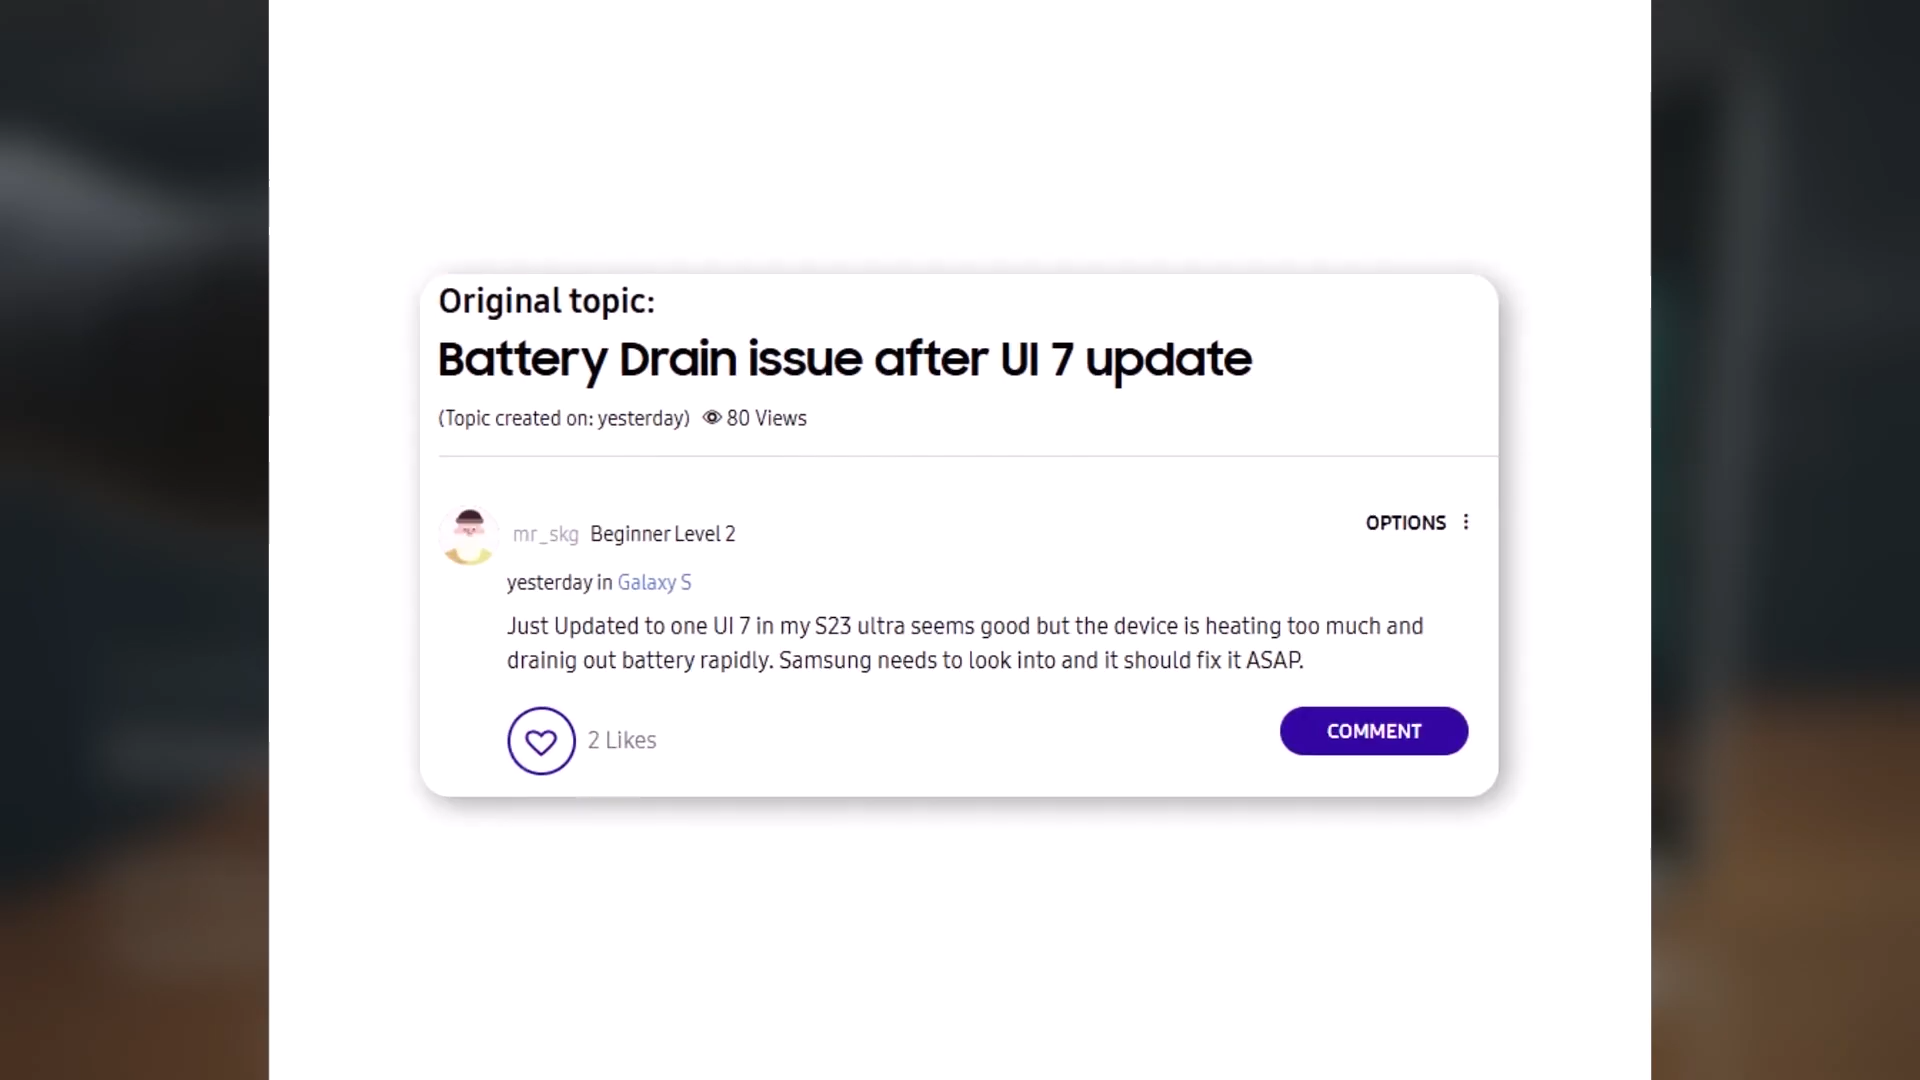 Original topic:
Battery Drain issue after UI 7 update
(Topic created on: yesterday) 80 Views
mr_skg Beginner Level 2
OPTIONS
yesterday in Galaxy S
Just Updated to one UI 7 in my S23 ultra seems good but the device is heating too much and
drainig out battery rapidly. Samsung needs to look into and it should fix it ASAP.
2 Likes
COMMENT